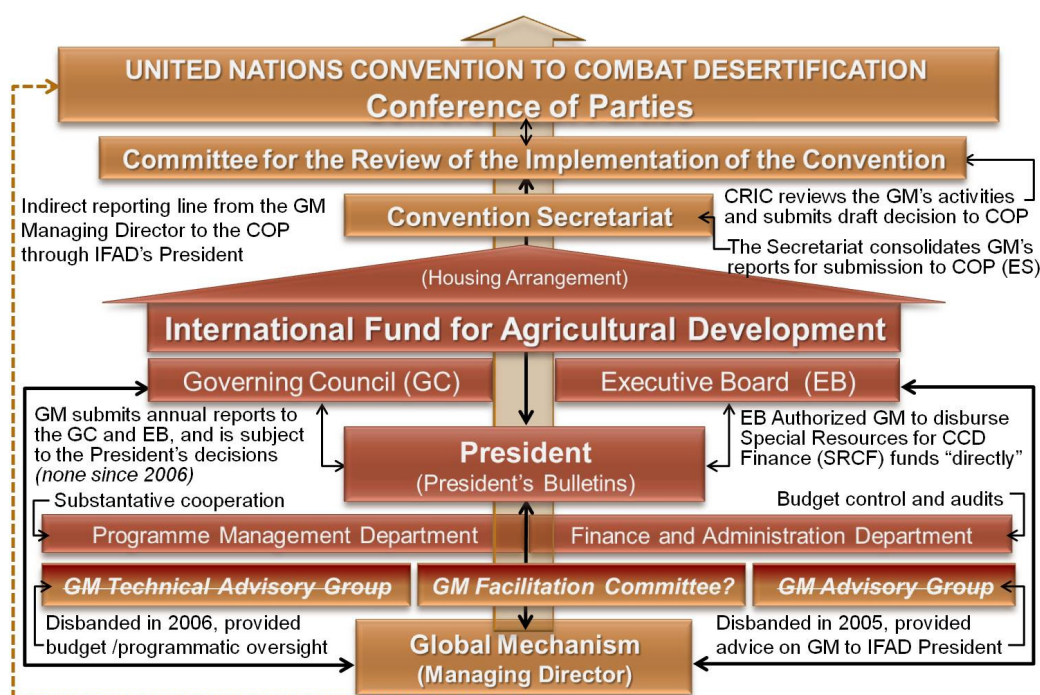 UNITED NATIONS CONVENTION TO COMBAT DESERTIFICATION
Conference of Parties
Committee for the Review of the Implementation of the Convention
Indirect reporting line from the GM
Managing Director to the COP
through IFAD's President
Convention Secretariat
CRIC reviews the GM's activities
and submits draft decision to COP
The Secretariat consolidates GM's
reports for submission to COP (ES)
(Housing Arrangement)
International Fund for Agricultural Development
Governing Council (GC)
Executive Board (EB)
GM submits annual reports to
the GC and EB, and is subject
to the President's decisions
(none since 2006)
President
(President's Bulletins)
EB Authorized GM to disburse
Special Resources for CCD
Finance (SRCF) funds “directly”
Substantative cooperation
Budget control and audits
Programme Management Department
Finance and Administration Department
GM Technical Advisory Group
GM Facilitation Committee?
GM Advisory Group
Disbanded in 2006, provided
budget /programmatic oversight
Global Mechanism
(Managing Director)
Disbanded in 2005, provided
advice on GM to IFAD President